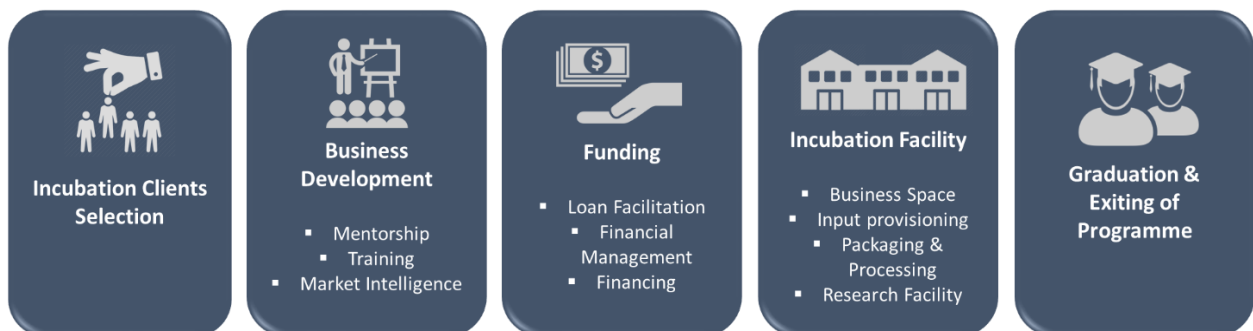 Incubation Clients
Selection
Business
Development
▪ Mentorship
▪ Training
▪ Market Intelligence
$
Funding
▪ Loan Facilitation
▪ Financial
Management
▪ Financing
Incubation Facility
▪ Business Space
▪ Input provisioning
▪ Packaging &
Processing
▪ Research Facility
Graduation &
Exiting of
Programme